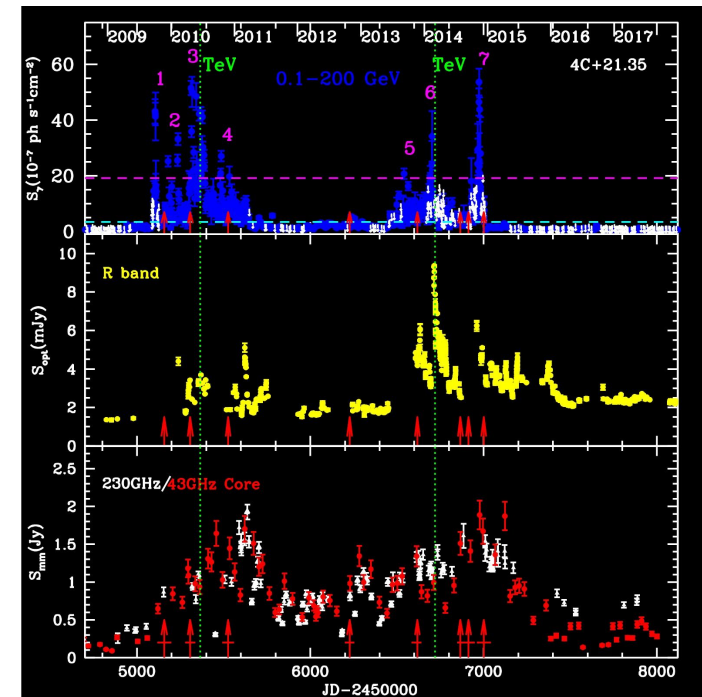 2009 2010 2011 2012 2013 2014 2015 2016 2017
60
40
20
0
S_γ(10⁻⁷ ph s⁻¹cm⁻²)
1 2 3 4 5 6 7
TeV TeV
0.1-200 GeV
4C+21.35
10
8
6
4
2
0
S_opt(mJy)
R band
2.5
2
1.5
1
0.5
0
S_mm(Jy)
230GHz/43GHz Core
5000 6000 7000 8000
JD-2450000